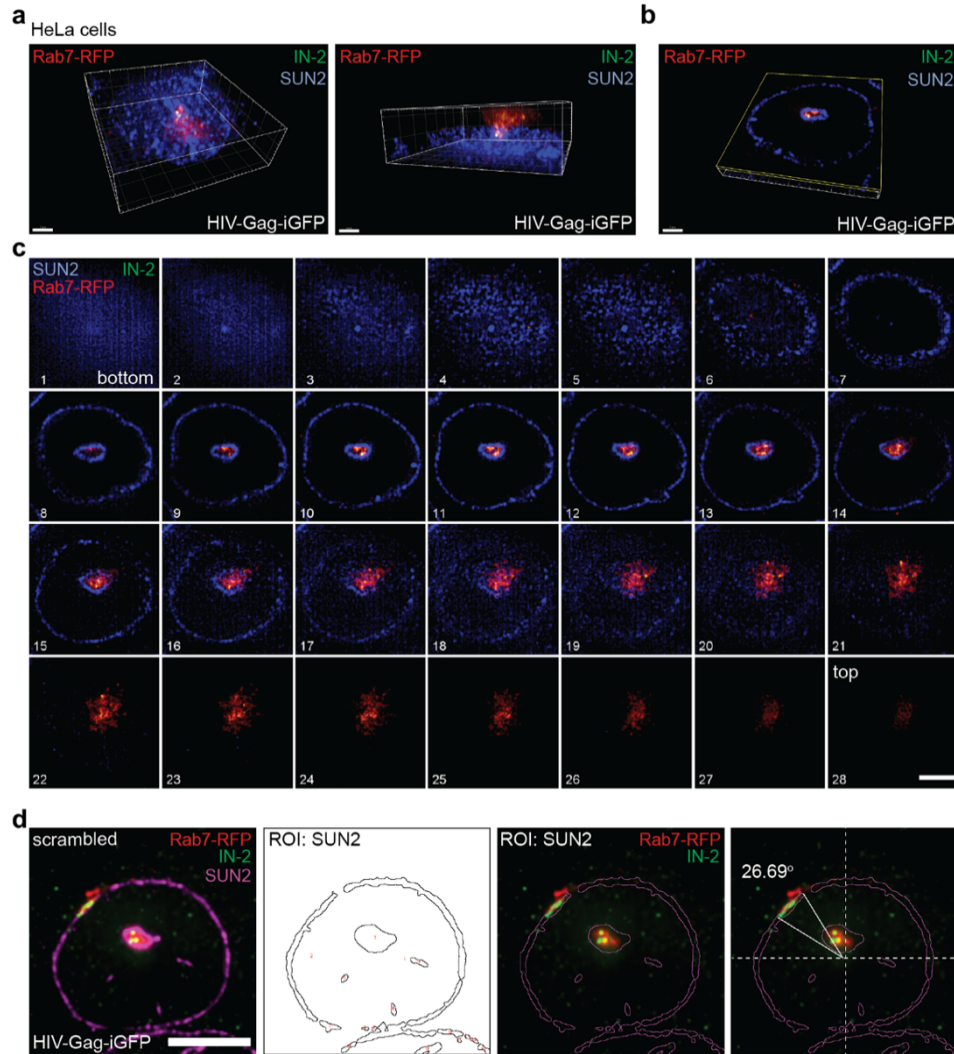 a
HeLa cells
Rab7-RFP IN-2
SUN2
HIV-Gag-iGFP
Rab7-RFP IN-2
SUN2
HIV-Gag-iGFP
b
Rab7-RFP IN-2
SUN2
HIV-Gag-iGFP
c
SUN2 IN-2
Rab7-RFP
1 bottom 2 3 4 5 6 7
8 9 10 11 12 13 14
15 16 17 18 19 20 21
top
22 23 24 25 26 27 28
d
scrambled Rab7-RFP
IN-2
SUN2
HIV-Gag-iGFP
ROI: SUN2
ROI: SUN2 Rab7-RFP
IN-2
26.69°